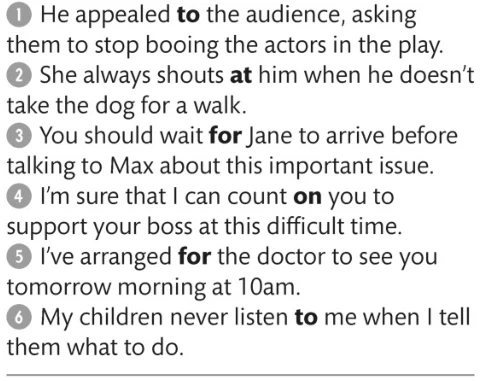 1 He appealed to the audience, asking
them to stop booing the actors in the play.
2 She always shouts at him when he doesn't
take the dog for a walk.
3 You should wait for Jane to arrive before
talking to Max about this important issue.
4 I'm sure that I can count on you to
support your boss at this difficult time.
5 I've arranged for the doctor to see you
tomorrow morning at 10am.
6 My children never listen to me when I tell
them what to do.